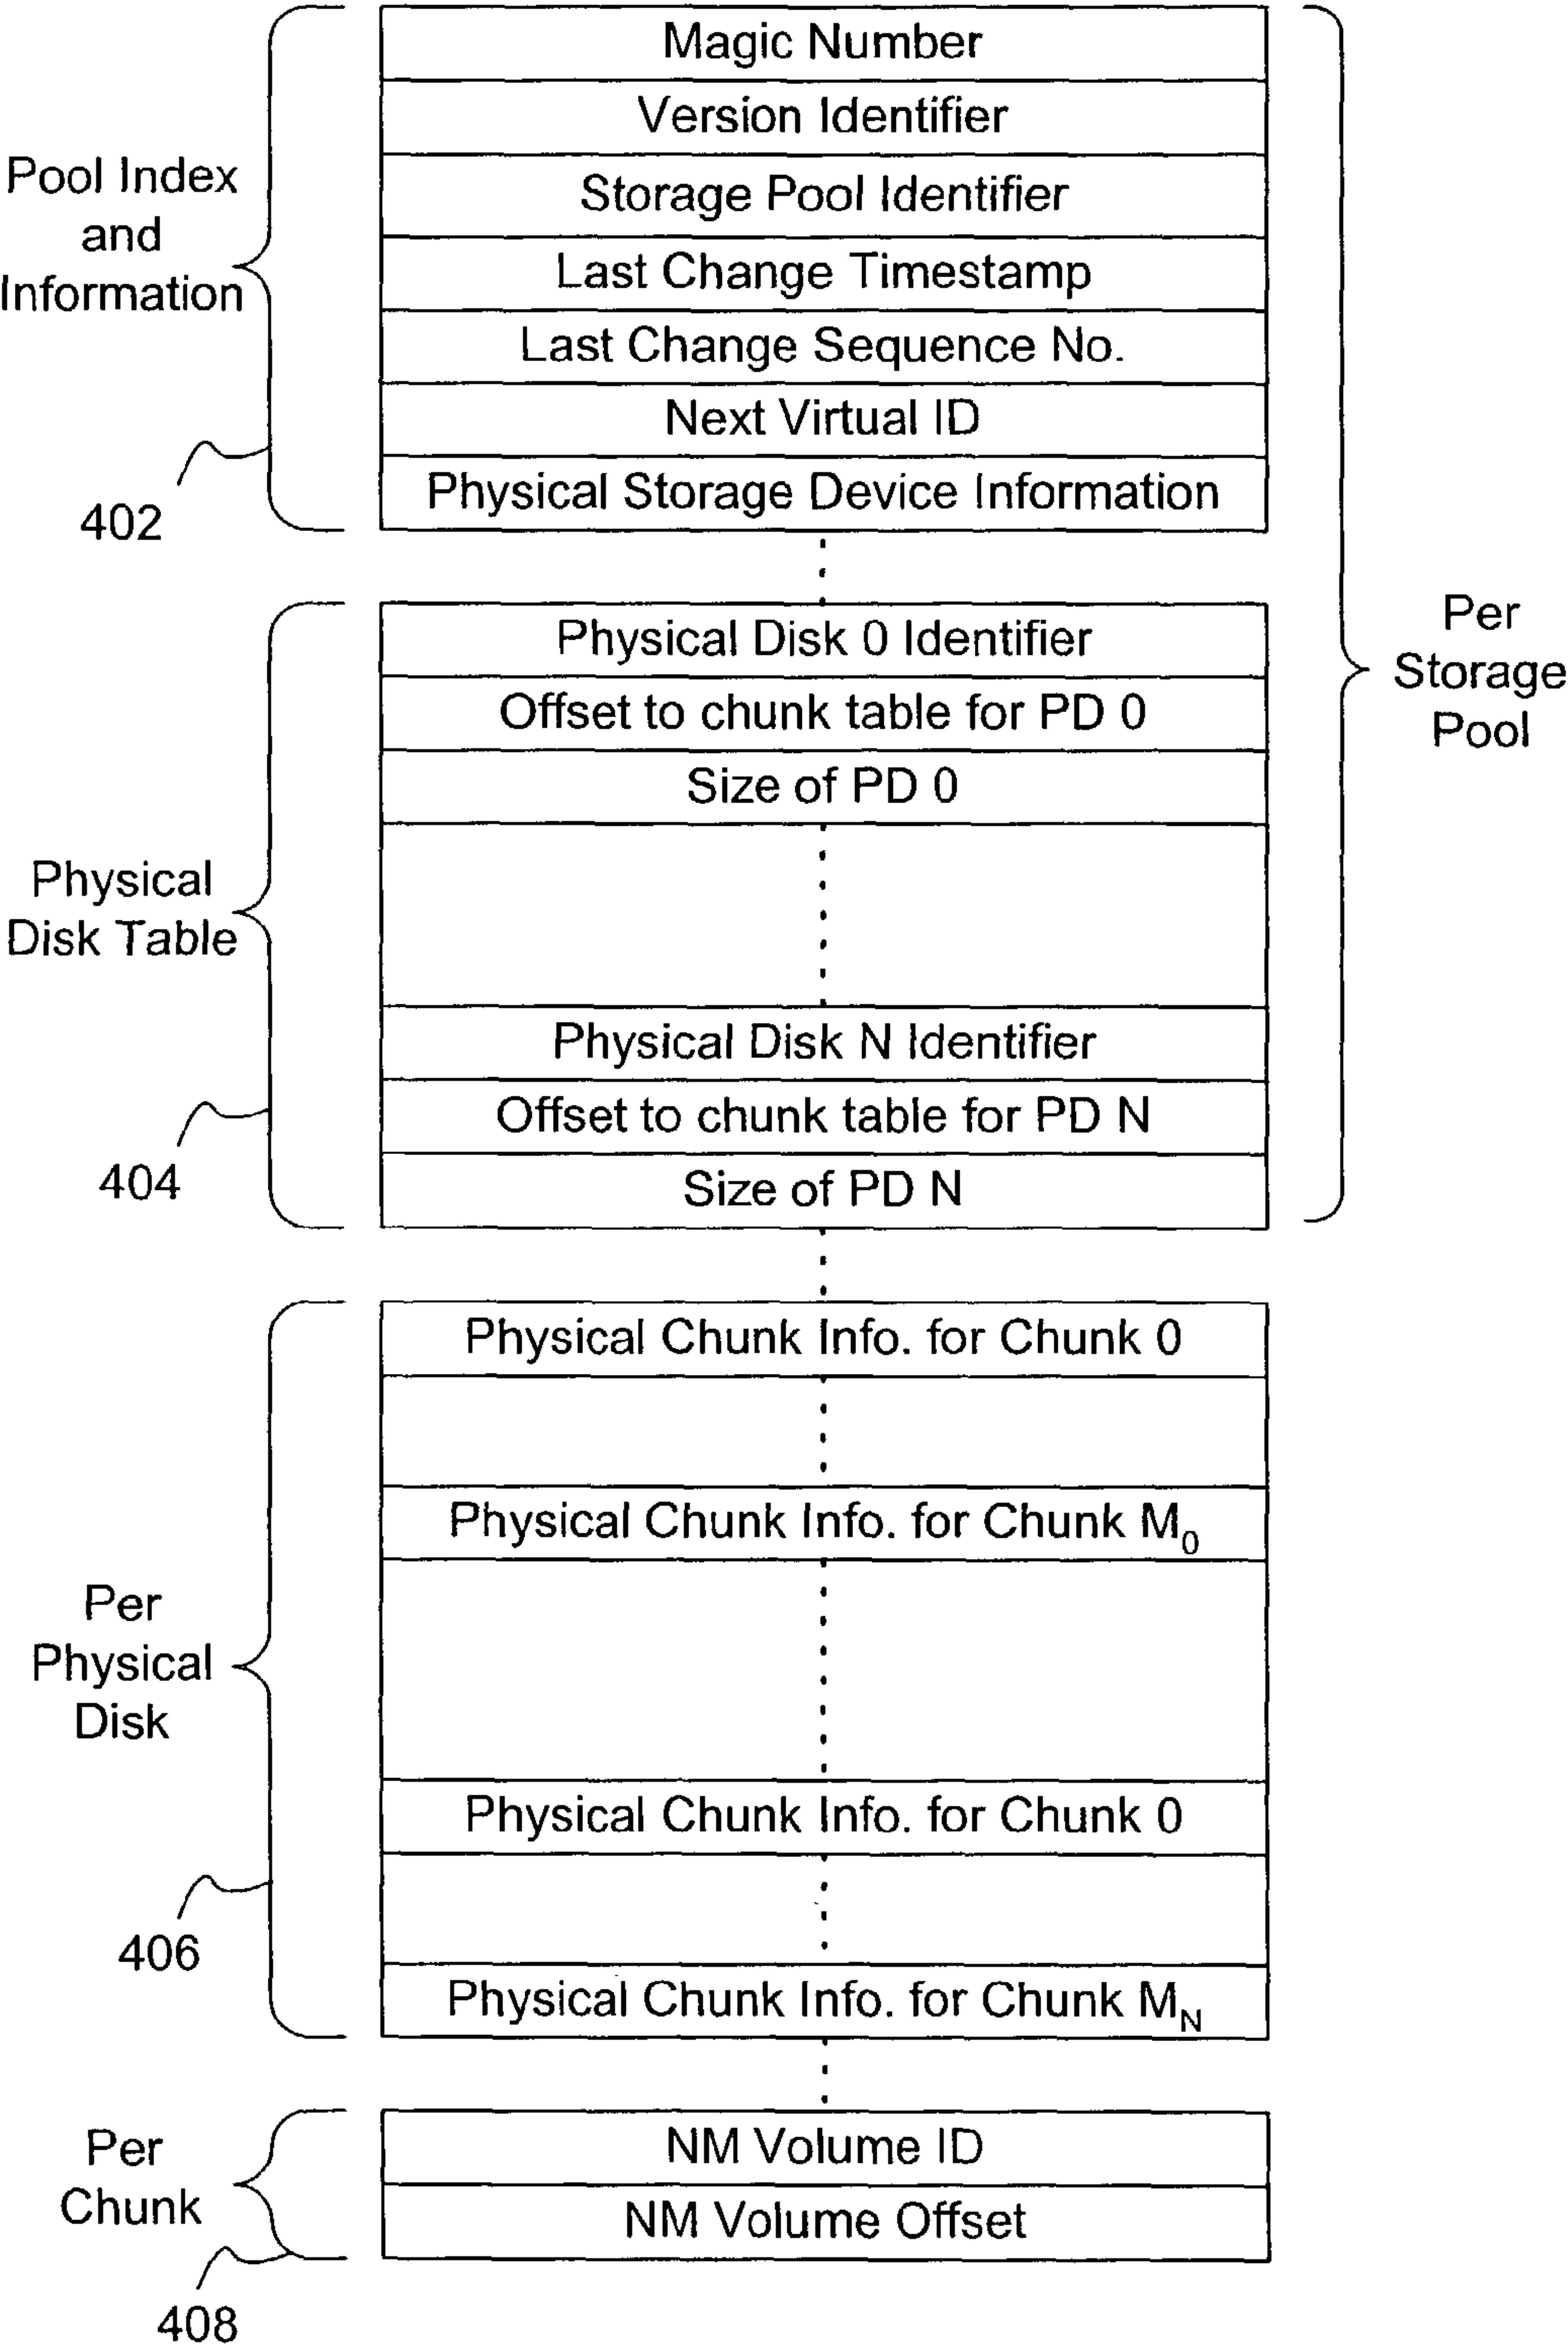 Magic Number
Version Identifier
Storage Pool Identifier
Last Change Timestamp
Last Change Sequence No.
Next Virtual ID
Physical Storage Device Information
Pool Index
and
Information
402
Physical Disk 0 Identifier
Offset to chunk table for PD 0
Size of PD 0
Physical Disk N Identifier
Offset to chunk table for PD N
Size of PD N
Physical
Disk Table
404
Per
Storage
Pool
Physical Chunk Info. for Chunk 0
Physical Chunk Info. for Chunk M0
Physical Chunk Info. for Chunk 0
Physical Chunk Info. for Chunk MN
Per
Physical
Disk
406
NM Volume ID
NM Volume Offset
Per
Chunk
408